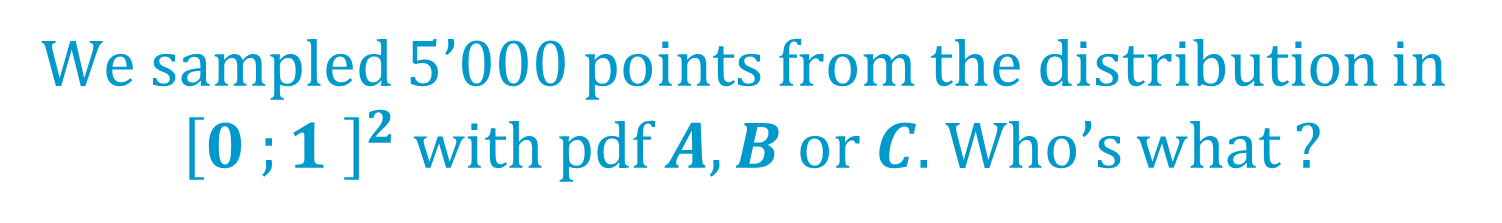 We sampled 5’000 points from the distribution in
[0 ; 1 ]² with pdf A, B or C. Who’s what ?